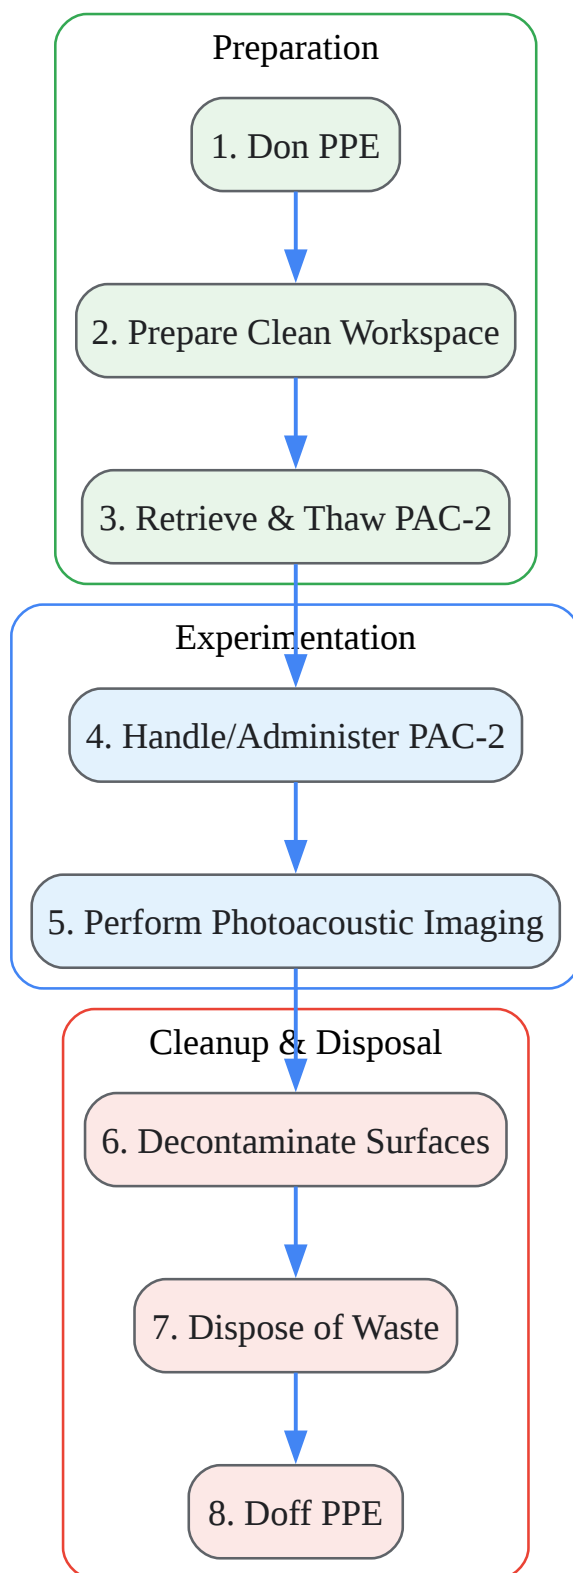 Preparation
1. Don PPE
2. Prepare Clean Workspace
3. Retrieve & Thaw PAC-2
Experimentation
4. Handle/Administer PAC-2
5. Perform Photoacoustic Imaging
Cleanup & Disposal
6. Decontaminate Surfaces
7. Dispose of Waste
8. Doff PPE